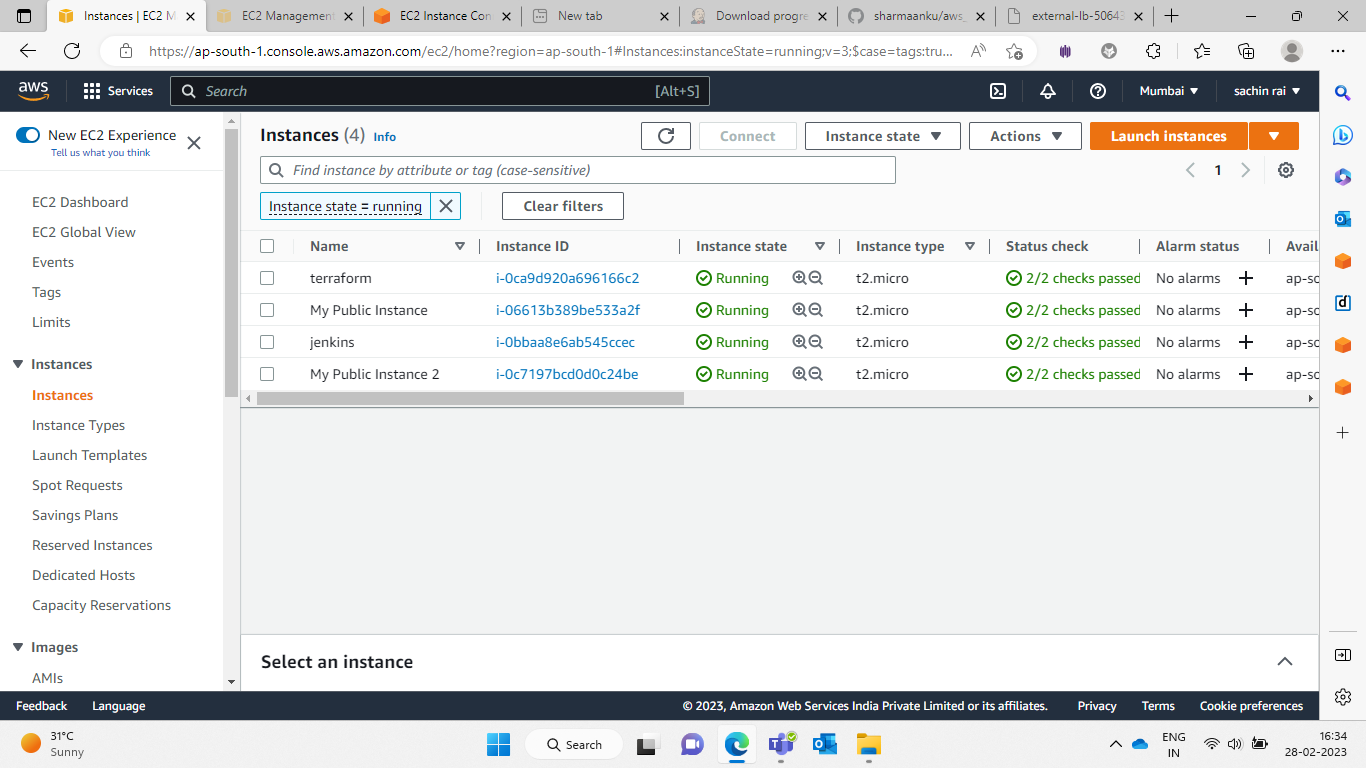 Instances | EC2 M
EC2 Management
EC2 Instance Con
New tab
Download progre
sharmaanku/aws_
external-lb-50643
https://ap-south-1.console.aws.amazon.com/ec2/home?region=ap-south-1#Instances:instanceState=running;v=3;$case=tags:tru...
aws
Services
Search
[Alt+S]
Mumbai
sachin rai
New EC2 Experience
Tell us what you think
EC2 Dashboard
EC2 Global View
Events
Tags
Limits
Instances
Instances
Instance Types
Launch Templates
Spot Requests
Savings Plans
Reserved Instances
Dedicated Hosts
Capacity Reservations
Images
AMIs
Instances (4) Info
Connect
Instance state
Actions
Launch instances
Find instance by attribute or tag (case-sensitive)
1
Instance state = running
Clear filters
Name Instance ID Instance state Instance type Status check Alarm status Avail
terraform i-0ca9d920a696166c2 Running t2.micro 2/2 checks passed No alarms + ap-so
My Public Instance i-06613b389be533a2f Running t2.micro 2/2 checks passed No alarms + ap-so
jenkins i-0bbaa8e6ab545ccec Running t2.micro 2/2 checks passed No alarms + ap-so
My Public Instance 2 i-0c7197bcd0d0c24be Running t2.micro 2/2 checks passed No alarms + ap-so
Select an instance
Feedback
Language
© 2023, Amazon Web Services India Private Limited or its affiliates.
Privacy
Terms
Cookie preferences
31°C
Sunny
Search
ENG
IN
16:34
28-02-2023